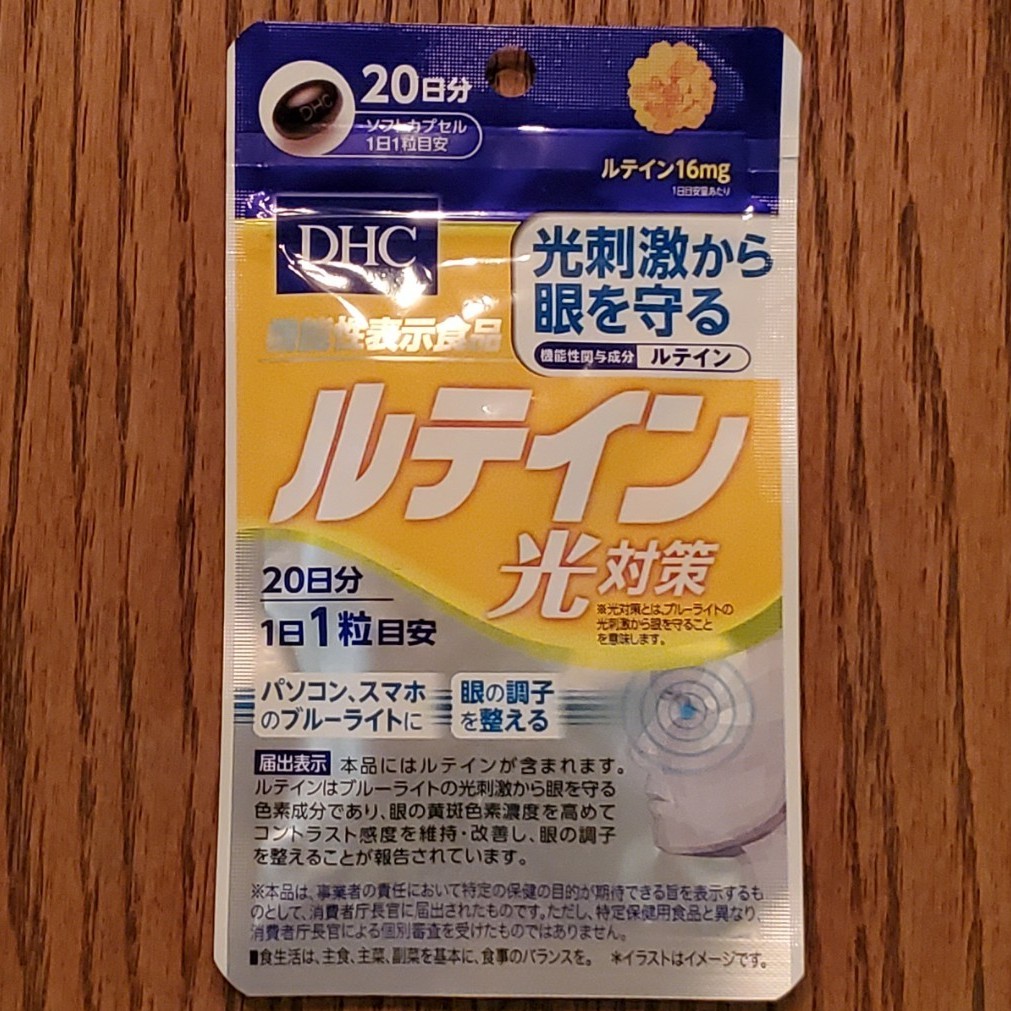 20日分
ソフトカプセル
1日1粒目安
DHC
ルテイン16mg
1日目安量あたり
DHC
光刺激から
眼を守る
機能性関与成分 ルテイン
機能性表示食品
ルテイン
光対策
※光対策とは、ブルーライトの
光刺激から眼を守ること
を意味します。
20日分
1日1粒目安
パソコン、スマホ
のブルーライトに
眼の調子
を整える
届出表示 本品にはルテインが含まれます。
ルテインはブルーライトの光刺激から眼を守る
色素成分であり、眼の黄斑色素濃度を高めて
コントラスト感度を維持・改善し、眼の調子
を整えることが報告されています。
※本品は、事業者の責任において特定の保健の目的が期待できる旨を表示するも
のとして、消費者庁長官に届出されたものです。ただし、特定保健用食品と異なり、
消費者庁長官による個別審査を受けたものではありません。
■食生活は、主食、主菜、副菜を基本に、食事のバランスを。 *イラストはイメージです。